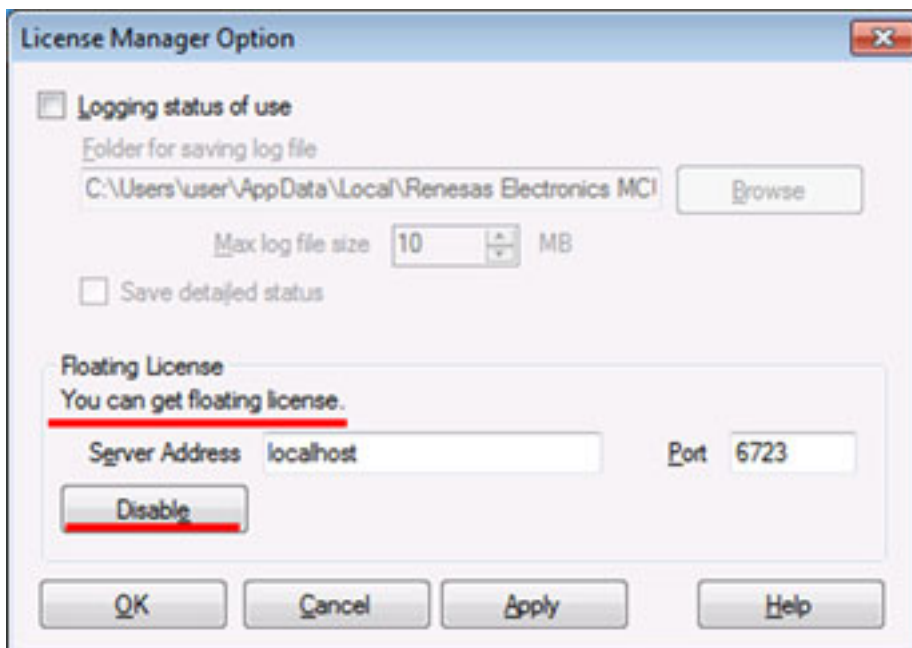 License Manager Option
Logging status of use
Folder for saving log file
C:\Users\user\AppData\Local\Renesas Electronics MCU Browse
Max log file size 10 MB
Save detailed status
Floating License
You can get floating license.
Server Address localhost Port 6723
Disable
OK Cancel Apply Help